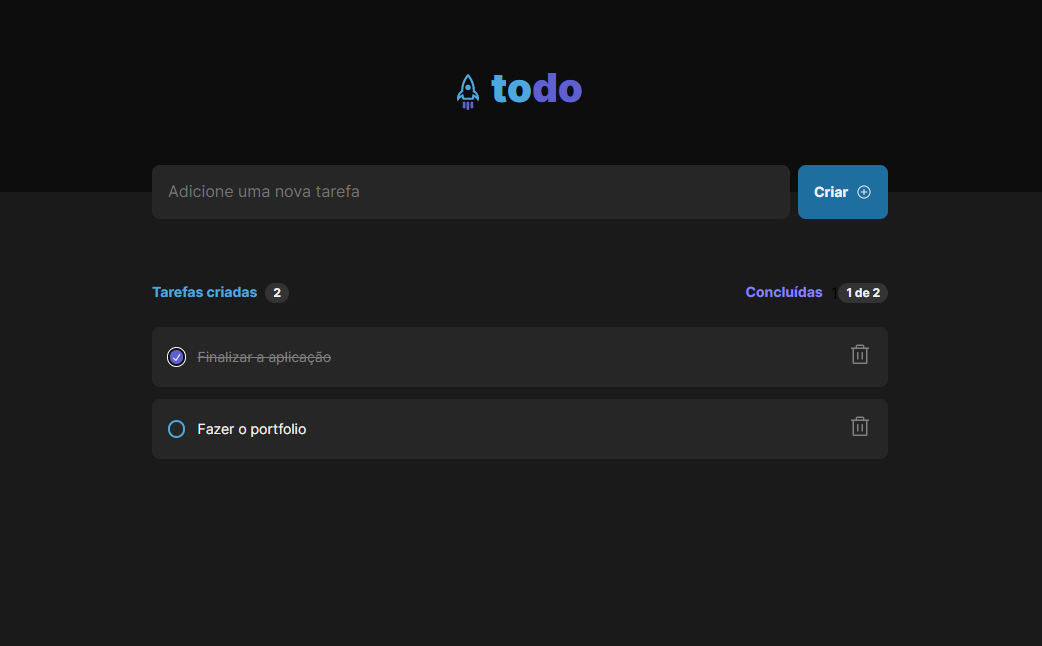 todo
Adicione uma nova tarefa
Criar
Tarefas criadas 2
Concluídas 1 1 de 2
Finalizar a aplicação
Fazer o portfolio